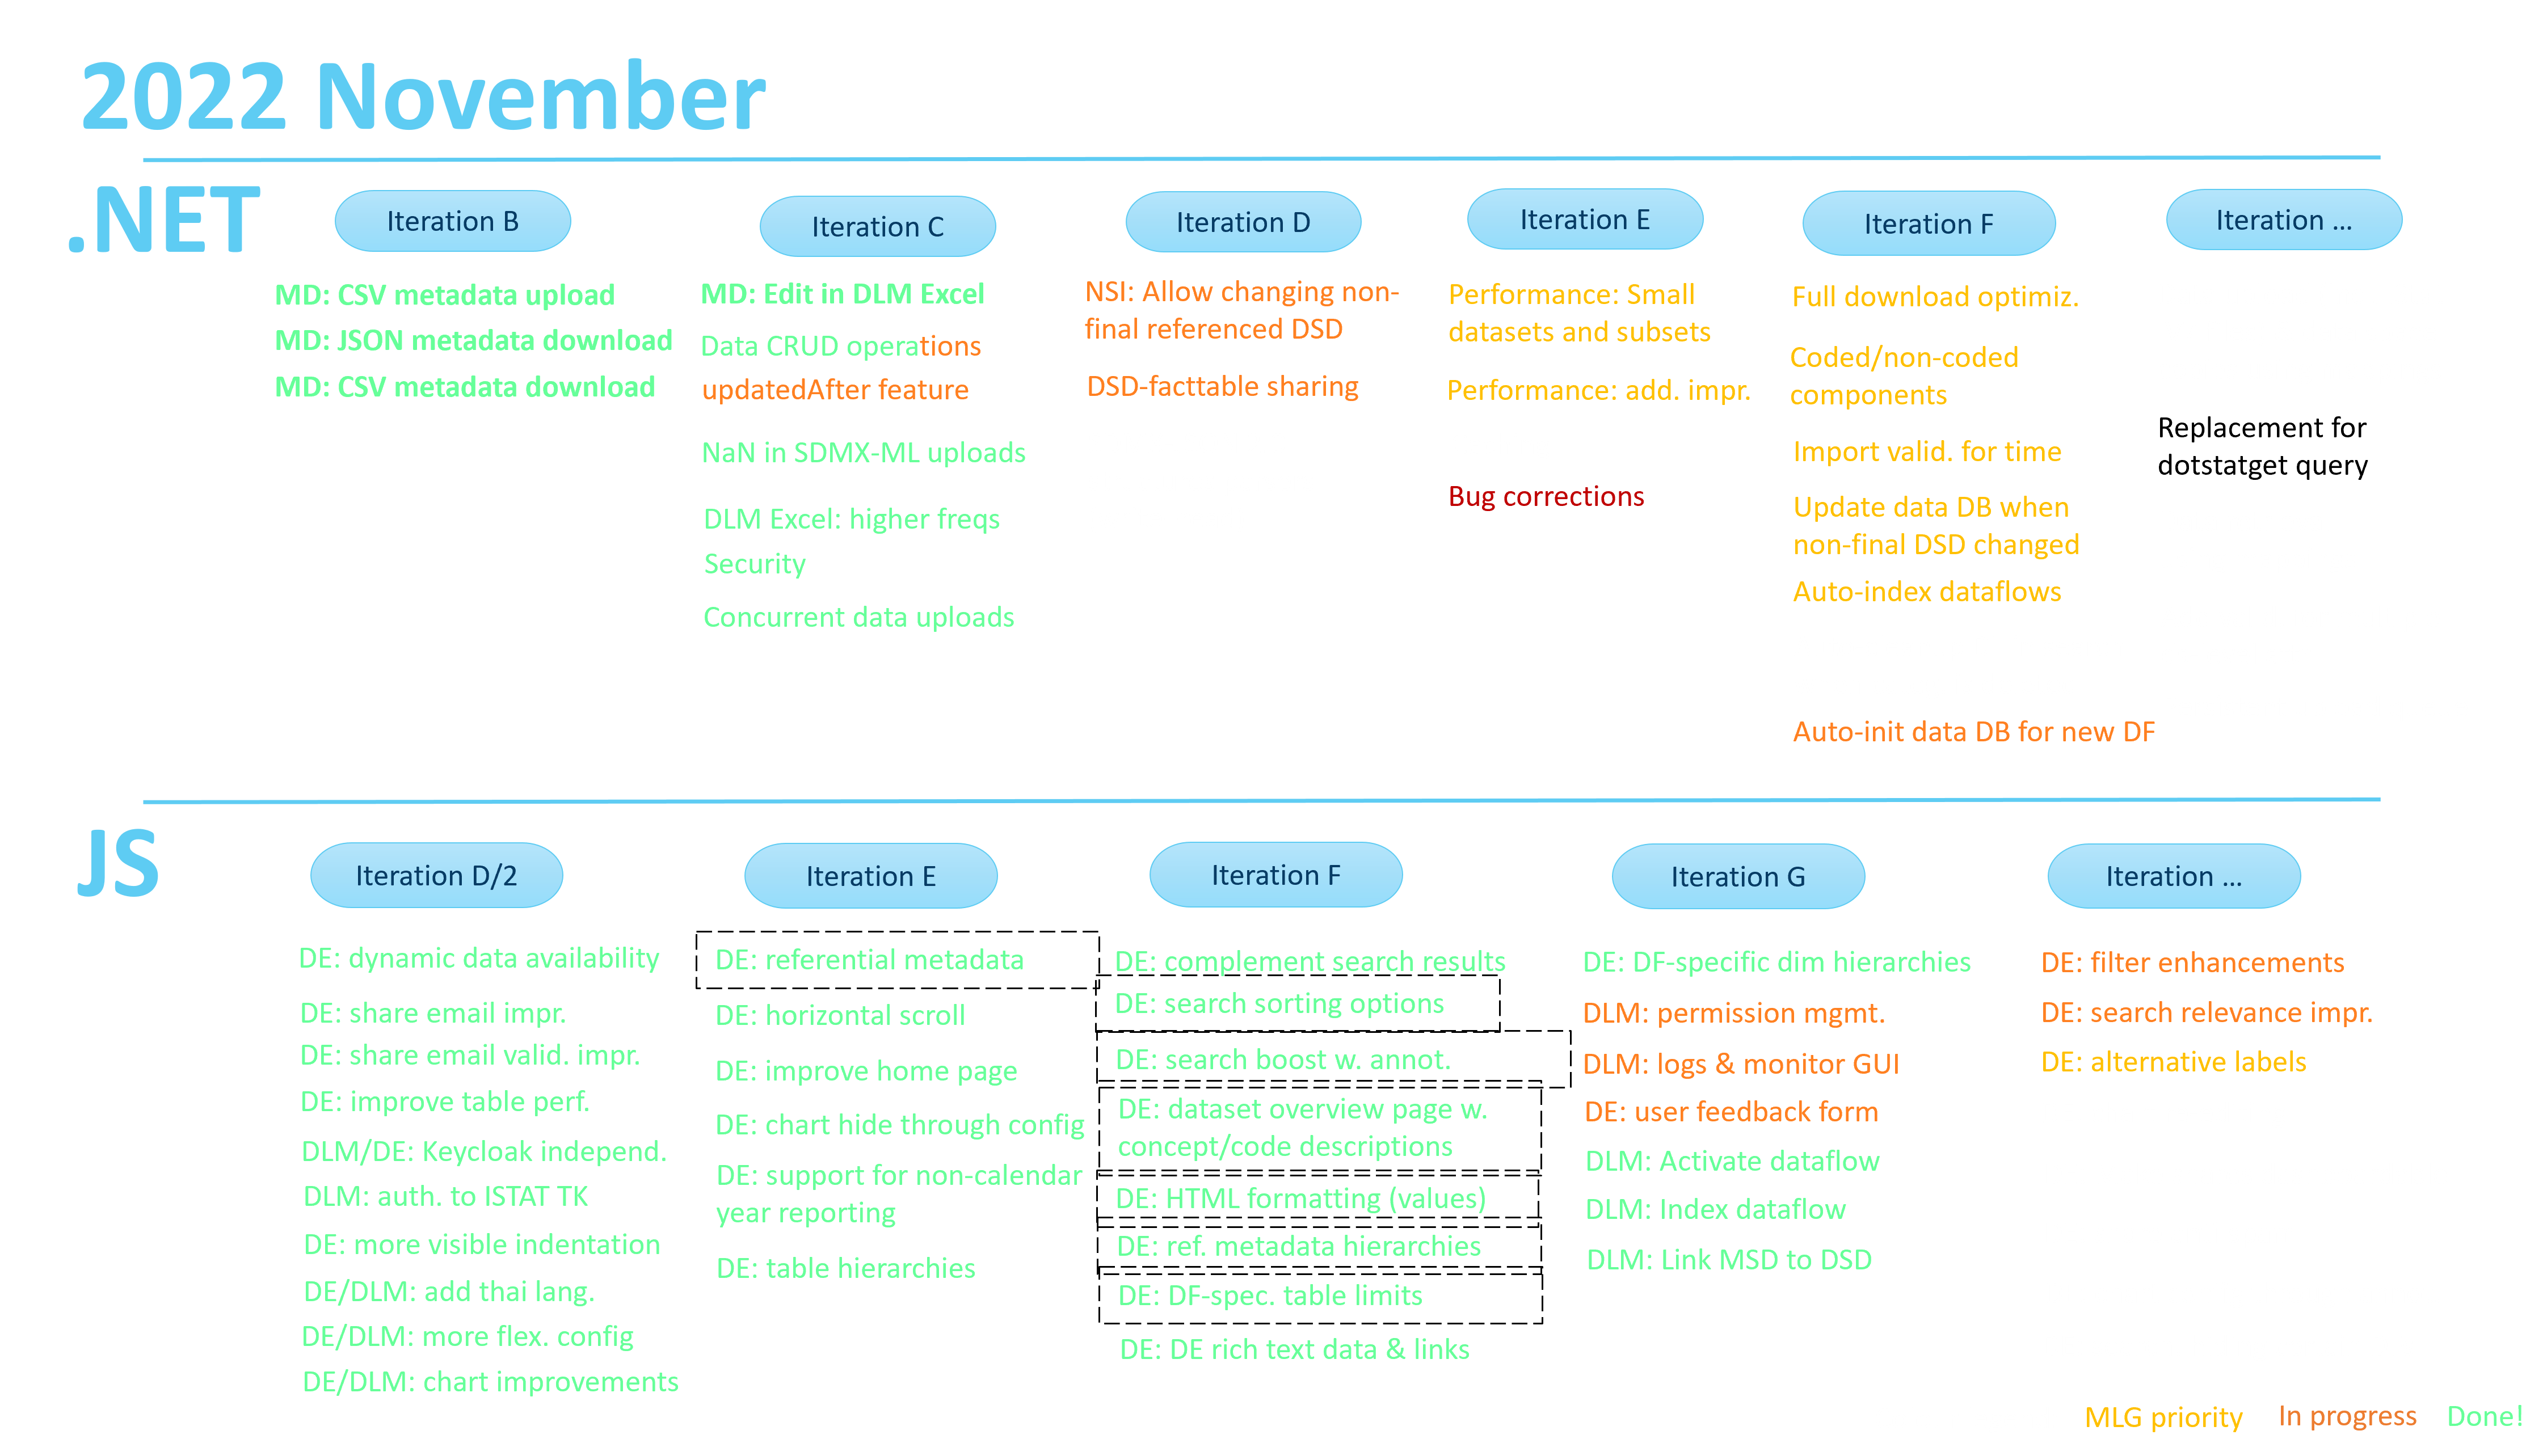 2022 November
.NET
Iteration B
MD: CSV metadata upload
MD: JSON metadata download
MD: CSV metadata download
Iteration C
MD: Edit in DLM Excel
Data CRUD operations
updatedAfter feature
NaN in SDMX-ML uploads
DLM Excel: higher freqs
Security
Concurrent data uploads
Iteration D
NSI: Allow changing non-
final referenced DSD
DSD-facttable sharing
Iteration E
Performance: Small
datasets and subsets
Performance: add. impr.
Bug corrections
Iteration F
Full download optimiz.
Coded/non-coded
components
Import valid. for time
Update data DB when
non-final DSD changed
Auto-index dataflows
Auto-init data DB for new DF
Iteration ...
Replacement for
dotstatget query
JS
Iteration D/2
DE: dynamic data availability
DE: share email impr.
DE: share email valid. impr.
DE: improve table perf.
DLM/DE: Keycloak independ.
DLM: auth. to ISTAT TK
DE: more visible indentation
DE/DLM: add thai lang.
DE/DLM: more flex. config
DE/DLM: chart improvements
Iteration E
DE: referential metadata
DE: horizontal scroll
DE: improve home page
DE: chart hide through config
DE: support for non-calendar
year reporting
DE: table hierarchies
Iteration F
DE: complement search results
DE: search sorting options
DE: search boost w. annot.
DE: dataset overview page w.
concept/code descriptions
DE: HTML formatting (values)
DE: ref. metadata hierarchies
DE: DF-spec. table limits
DE: DE rich text data & links
Iteration G
DE: DF-specific dim hierarchies
DLM: permission mgmt.
DLM: logs & monitor GUI
DE: user feedback form
DLM: Activate dataflow
DLM: Index dataflow
DLM: Link MSD to DSD
Iteration ...
DE: filter enhancements
DE: search relevance impr.
DE: alternative labels
MLG priority In progress Done!